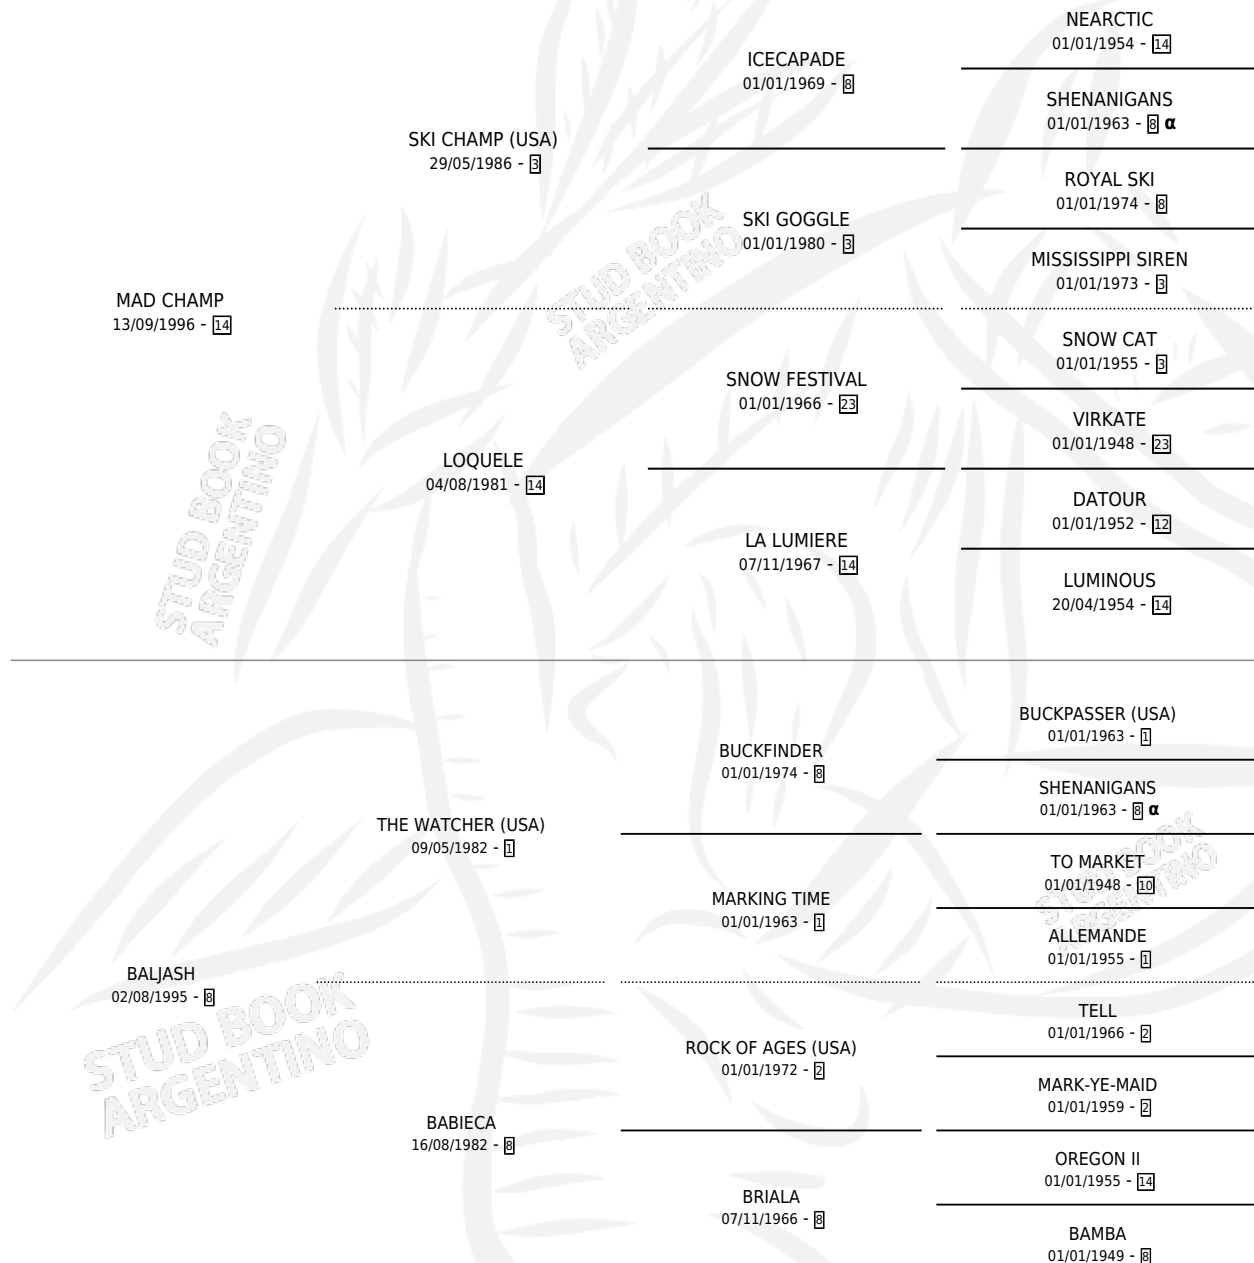 NEARCTIC
01/01/1954 - 14
ICECAPADE
01/01/1969 - 8
SHENANIGANS
01/01/1963 - 8 α
SKI CHAMP (USA)
29/05/1986 - 3
ROYAL SKI
01/01/1974 - 8
SKI GOGGLE
01/01/1980 - 3
MISSISSIPPI SIREN
01/01/1973 - 3
MAD CHAMP
13/09/1996 - 14
SNOW CAT
01/01/1955 - 3
SNOW FESTIVAL
01/01/1966 - 23
VIRKATE
01/01/1948 - 23
LOQUELE
04/08/1981 - 14
DATOUR
01/01/1952 - 12
LA LUMIERE
07/11/1967 - 14
LUMINOUS
20/04/1954 - 14
BUCKPASSER (USA)
01/01/1963 - 1
BUCKFINDER
01/01/1974 - 8
SHENANIGANS
01/01/1963 - 8 α
THE WATCHER (USA)
09/05/1982 - 1
TO MARKET
01/01/1948 - 10
MARKING TIME
01/01/1963 - 1
ALLEMANDE
01/01/1955 - 1
BALJASH
02/08/1995 - 8
TELL
01/01/1966 - 2
ROCK OF AGES (USA)
01/01/1972 - 2
MARK-YE-MAID
01/01/1959 - 2
BABIECA
16/08/1982 - 8
OREGON II
01/01/1955 - 14
BRIALA
07/11/1966 - 8
BAMBA
01/01/1949 - 8
STUD BOOK
ARGENTINO
STUD BOOK
ARGENTINO
STUD BOOK
ARGENTINO
STUD BOOK
ARGENTINO